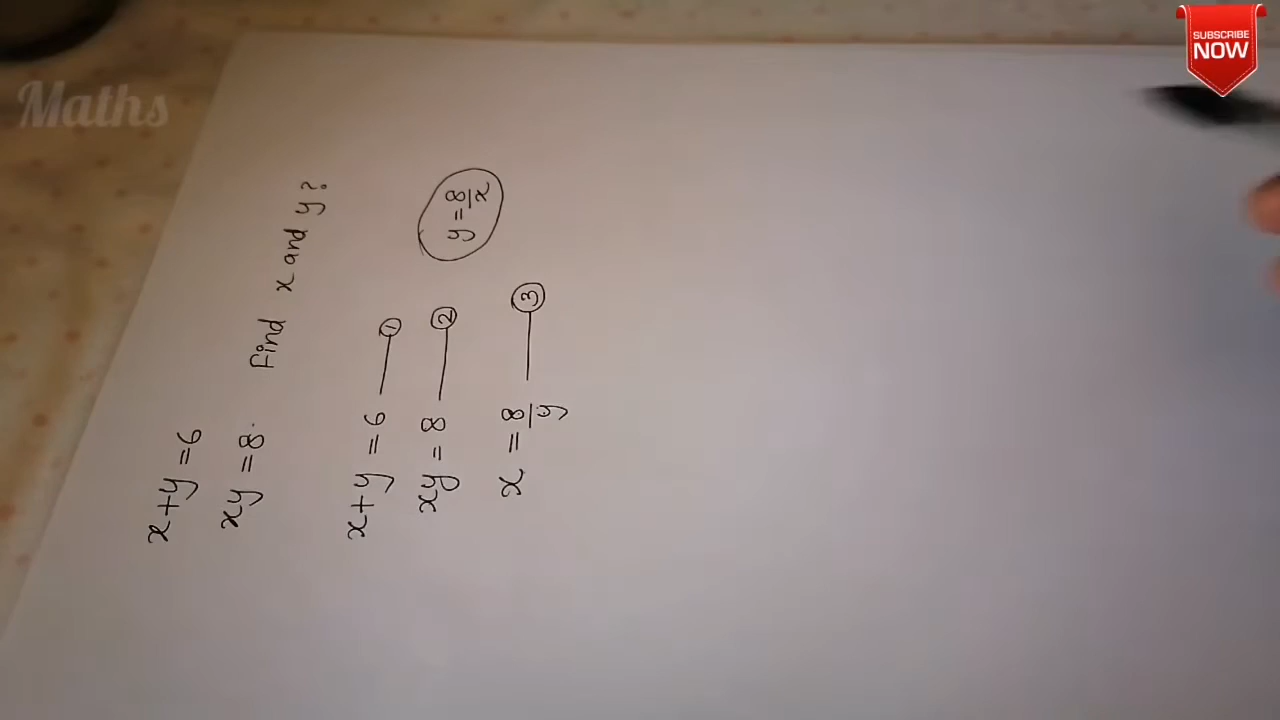 Maths
SUBSCRIBE
NOW
x+y=6
xy=8. Find x and y?
x+y=6 — ①
xy=8 — ②
y=8/x
x=8/y — ③